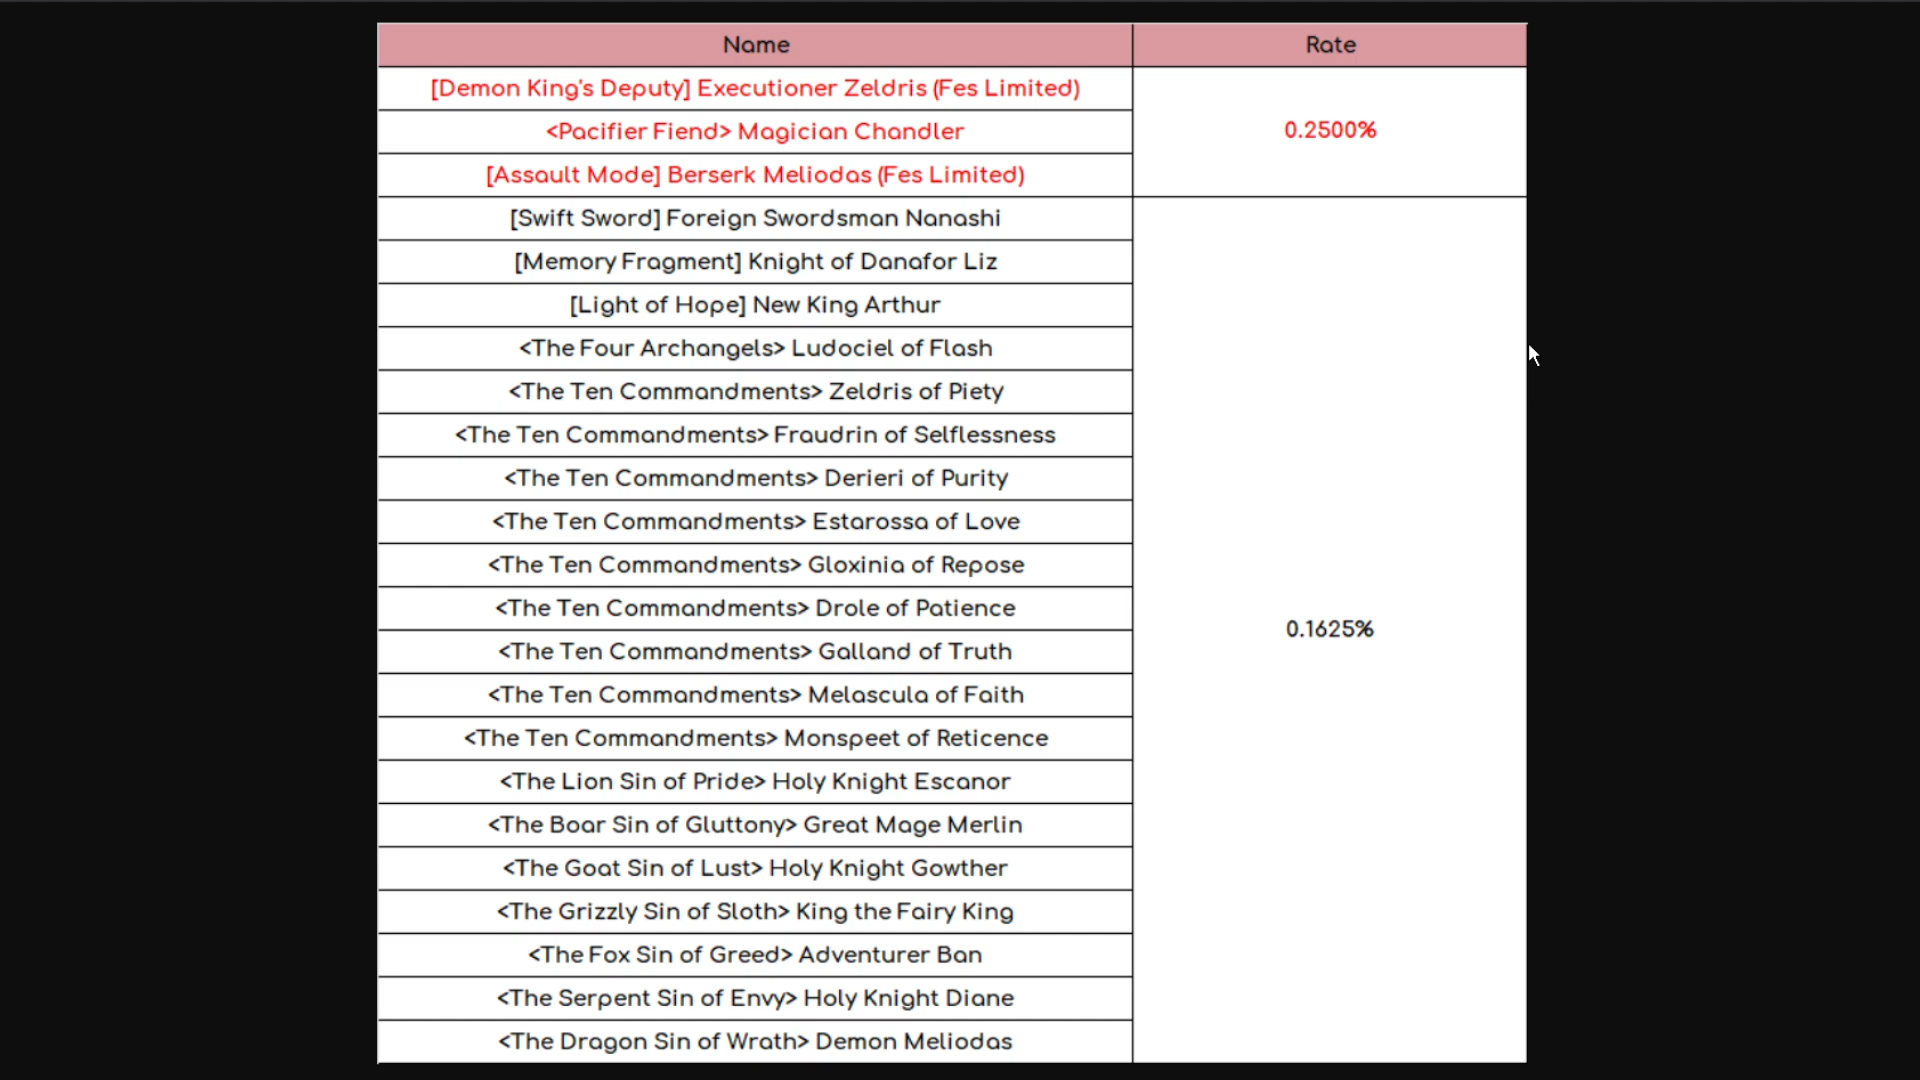 Name Rate
[Demon King's Deputy] Executioner Zeldris (Fes Limited)
<Pacifier Fiend> Magician Chandler
0.2500%
[Assault Mode] Berserk Meliodas (Fes Limited)
[Swift Sword] Foreign Swordsman Nanashi
[Memory Fragment] Knight of Danafor Liz
[Light of Hope] New King Arthur
<The Four Archangels> Ludociel of Flash
<The Ten Commandments> Zeldris of Piety
<The Ten Commandments> Fraudrin of Selflessness
<The Ten Commandments> Derieri of Purity
<The Ten Commandments> Estarossa of Love
<The Ten Commandments> Gloxinia of Repose
<The Ten Commandments> Drole of Patience
0.1625%
<The Ten Commandments> Galland of Truth
<The Ten Commandments> Melascula of Faith
<The Ten Commandments> Monspeet of Reticence
<The Lion Sin of Pride> Holy Knight Escanor
<The Boar Sin of Gluttony> Great Mage Merlin
<The Goat Sin of Lust> Holy Knight Gowther
<The Grizzly Sin of Sloth> King the Fairy King
<The Fox Sin of Greed> Adventurer Ban
<The Serpent Sin of Envy> Holy Knight Diane
<The Dragon Sin of Wrath> Demon Meliodas